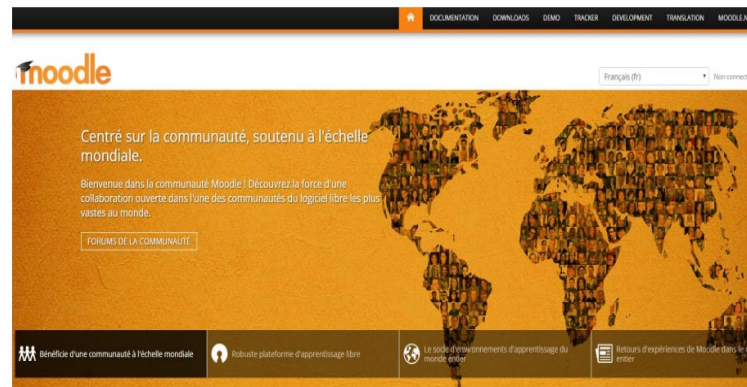 DOCUMENTATION DOWNLOADS DEMO TRACKER DEVELOPMENT TRANSLATION MOODLE.N
moodle
Français (fr) Non connect
Centré sur la communauté, soutenu à l'échelle
mondiale.
Bienvenue dans la communauté Moodle ! Découvrez la force d'une
collaboration ouverte dans l'une des communautés du logiciel libre les plus
vastes au monde.
FORUMS DE LA COMMUNAUTÉ
Bénéficie d'une communauté à l'échelle mondiale
Robuste plateforme d'apprentissage libre
Le socle d'environnements d'apprentissage du
monde entier
Retours d'expériences de Moodle dans le
entier